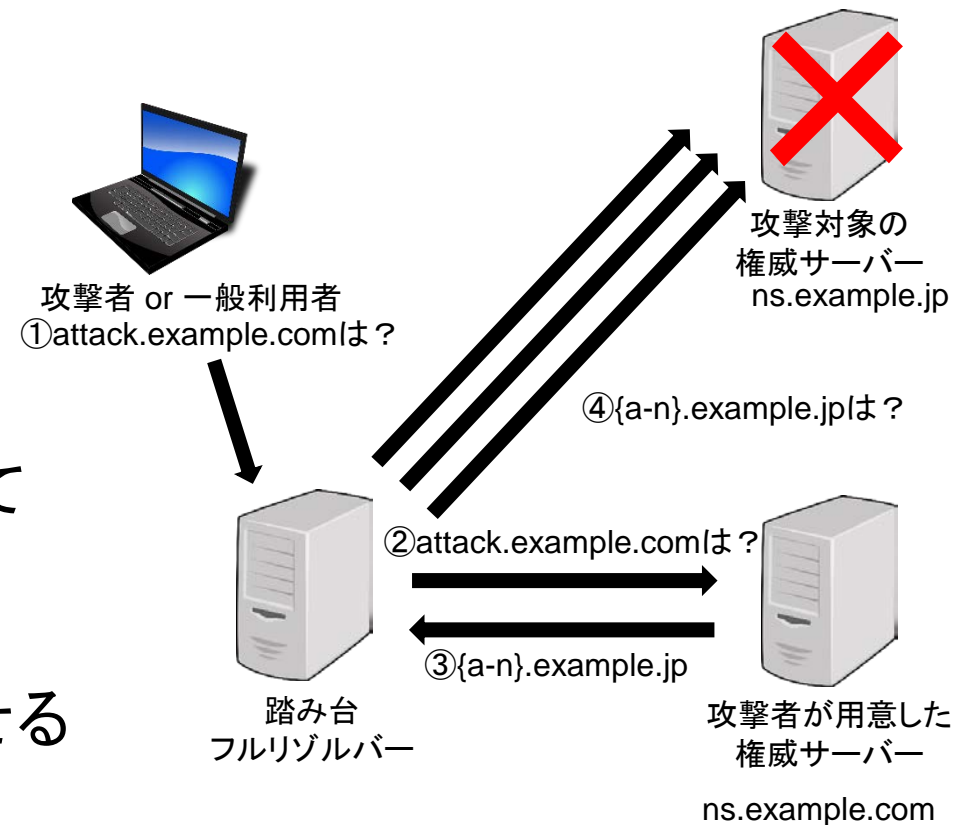 攻撃対象の
権威サーバー
ns.example.jp
攻撃者 or 一般利用者
①attack.example.comは？
④{a-n}.example.jpは？
て
②attack.example.comは？
③{a-n}.example.jp
せる
踏み台
フルリゾルバー
攻撃者が用意した
権威サーバー
ns.example.com